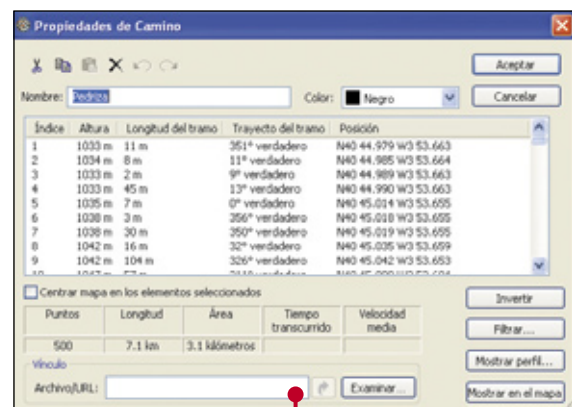 Propiedades de Camino
Aceptar
Nombre: Pedriza Color: Negro Cancelar
Índice Altura Longitud del tramo Trayecto del tramo Posición
1 1033 m 11 m 351° verdadero N40 44.979 W3 53.663
2 1034 m 8 m 11° verdadero N40 44.985 W3 53.664
3 1033 m 2 m 9° verdadero N40 44.989 W3 53.663
4 1033 m 45 m 13° verdadero N40 44.990 W3 53.663
5 1035 m 7 m 0° verdadero N40 45.014 W3 53.655
6 1038 m 3 m 356° verdadero N40 45.018 W3 53.655
7 1038 m 30 m 350° verdadero N40 45.019 W3 53.655
8 1042 m 16 m 32° verdadero N40 45.035 W3 53.659
9 1042 m 104 m 326° verdadero N40 45.042 W3 53.653
Centrar mapa en los elementos seleccionados
Invertir
Puntos Longitud Área Tiempo transcurrido Velocidad media
Filtrar...
500 7.1 km 3.1 kilómetros
Mostrar perfil...
Vínculo
Archivo/URL: Examinar... Mostrar en el mapa